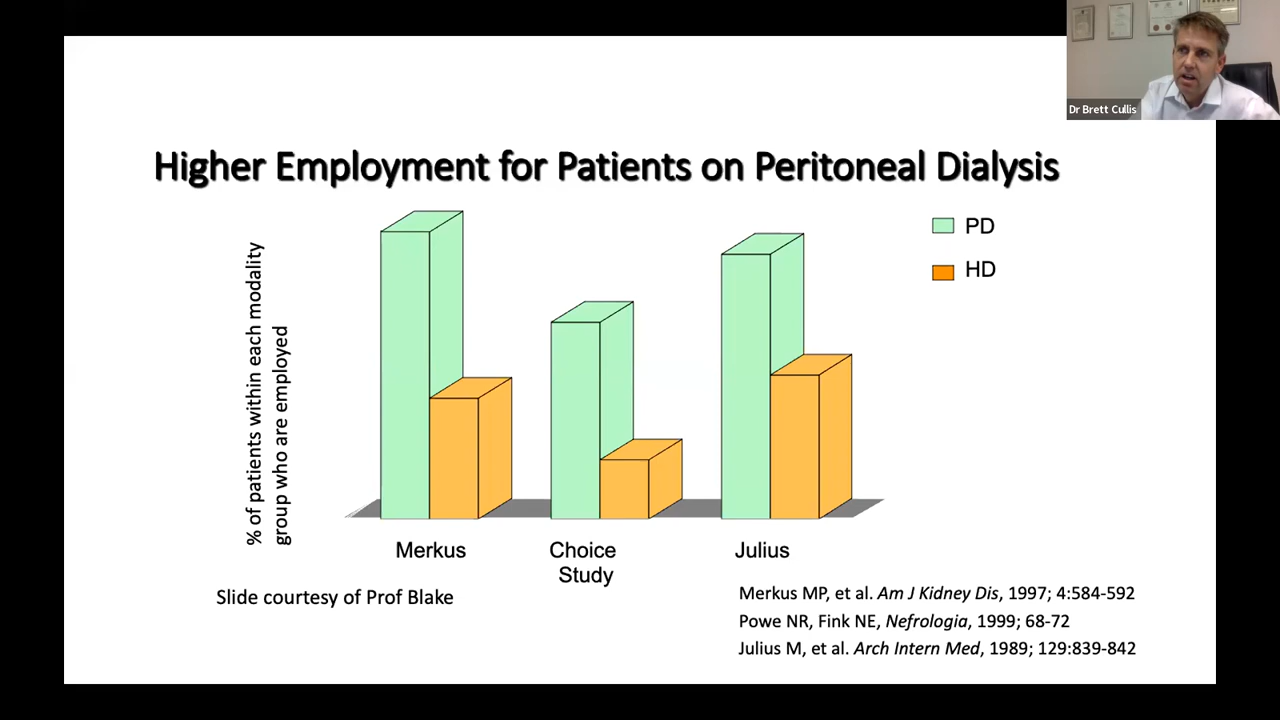 Dr Brett Cullis
Higher Employment for Patients on Peritoneal Dialysis
PD
HD
% of patients within each modality
group who are employed
Merkus
Choice
Study
Julius
Slide courtesy of Prof Blake
Merkus MP, et al. Am J Kidney Dis, 1997; 4:584-592
Powe NR, Fink NE, Nefrologia, 1999; 68-72
Julius M, et al. Arch Intern Med, 1989; 129:839-842